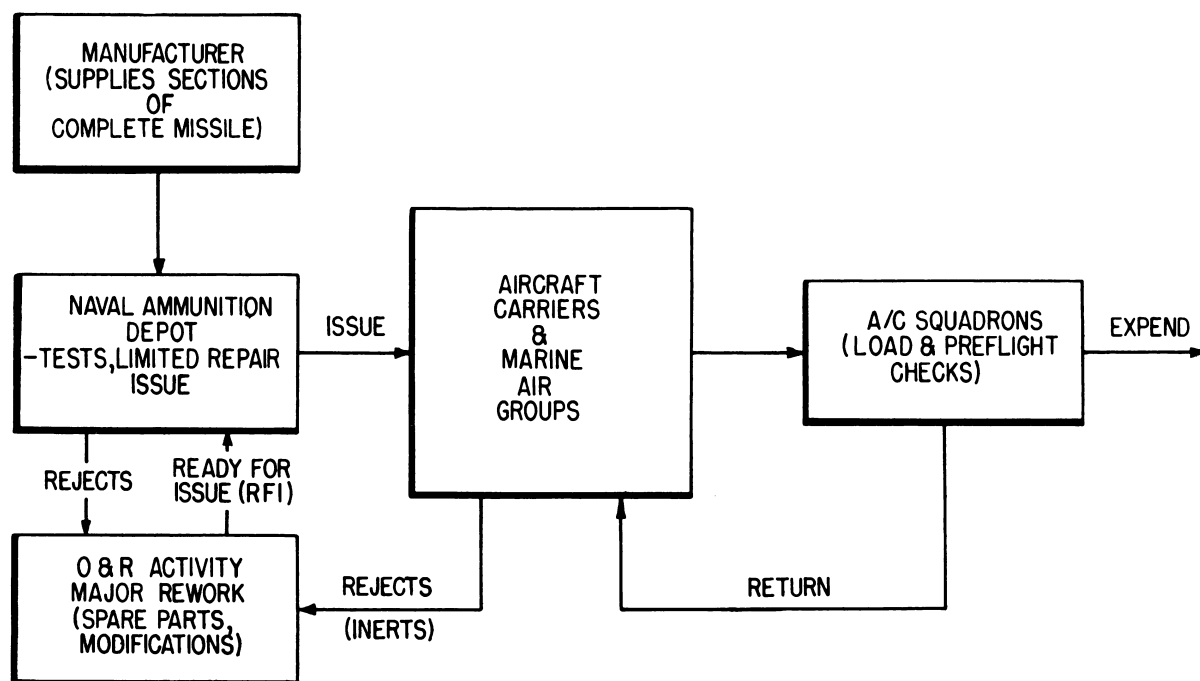 MANUFACTURER
(SUPPLIES SECTIONS
OF
COMPLETE MISSILE)
NAVAL AMMUNITION
DEPOT
-TESTS, LIMITED REPAIR
ISSUE
ISSUE
AIRCRAFT
CARRIERS
&
MARINE
AIR
GROUPS
A/C SQUADRONS
(LOAD & PREFLIGHT
CHECKS)
EXPEND
REJECTS
READY FOR
ISSUE (RFI)
O & R ACTIVITY
MAJOR REWORK
(SPARE PARTS,
MODIFICATIONS)
REJECTS
(INERTS)
RETURN